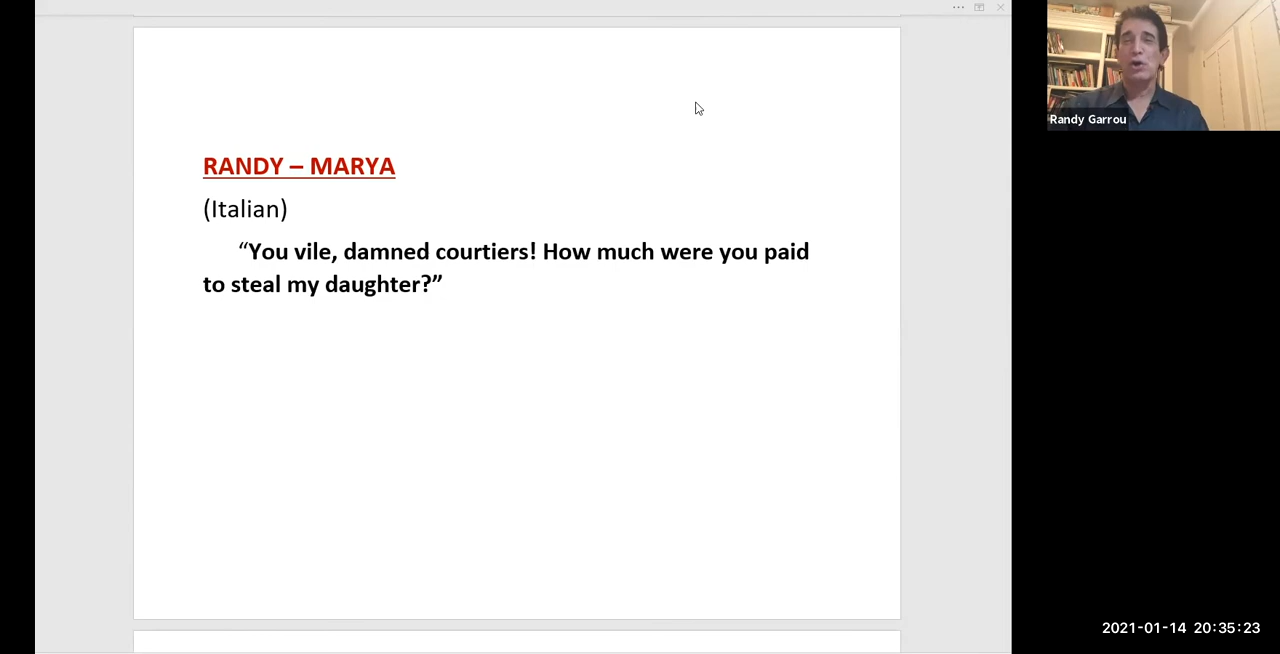 RANDY – MARYA
(Italian)
“You vile, damned courtiers! How much were you paid
to steal my daughter?”
Randy Garrou
2021-01-14 20:35:23